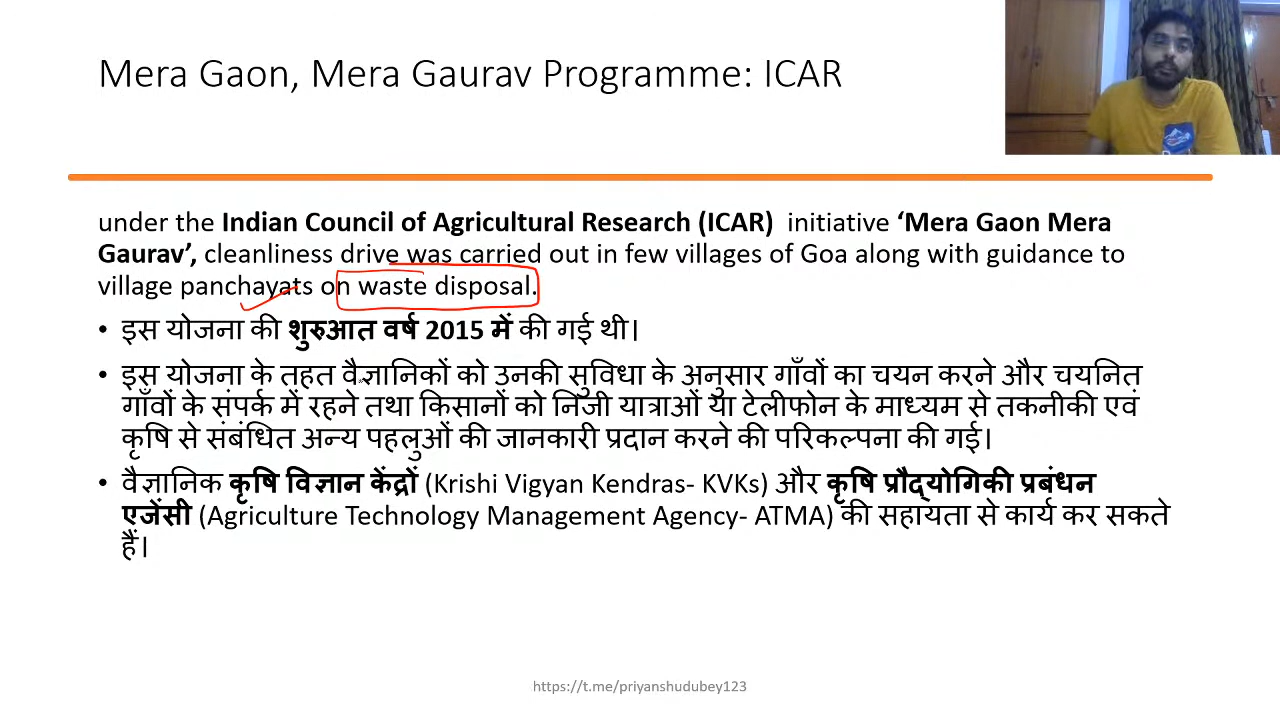 Mera Gaon, Mera Gaurav Programme: ICAR
under the Indian Council of Agricultural Research (ICAR) initiative ‘Mera Gaon Mera
Gaurav’, cleanliness drive was carried out in few villages of Goa along with guidance to
village panchayats on waste disposal.
• इस योजना की शुरुआत वर्ष 2015 में की गई थी।
• इस योजना के तहत वैज्ञानिकों को उनकी सुविधा के अनुसार गाँवों का चयन करने और चयनित
गाँवों के संपर्क में रहने तथा किसानों को निजी यात्राओं या टेलीफोन के माध्यम से तकनीकी एवं
कृषि से संबंधित अन्य पहलुओं की जानकारी प्रदान करने की परिकल्पना की गई।
• वैज्ञानिक कृषि विज्ञान केंद्रों (Krishi Vigyan Kendras- KVKs) और कृषि प्रौद्योगिकी प्रबंधन
एजेंसी (Agriculture Technology Management Agency- ATMA) की सहायता से कार्य कर सकते
हैं।
https://t.me/priyanshudubey123